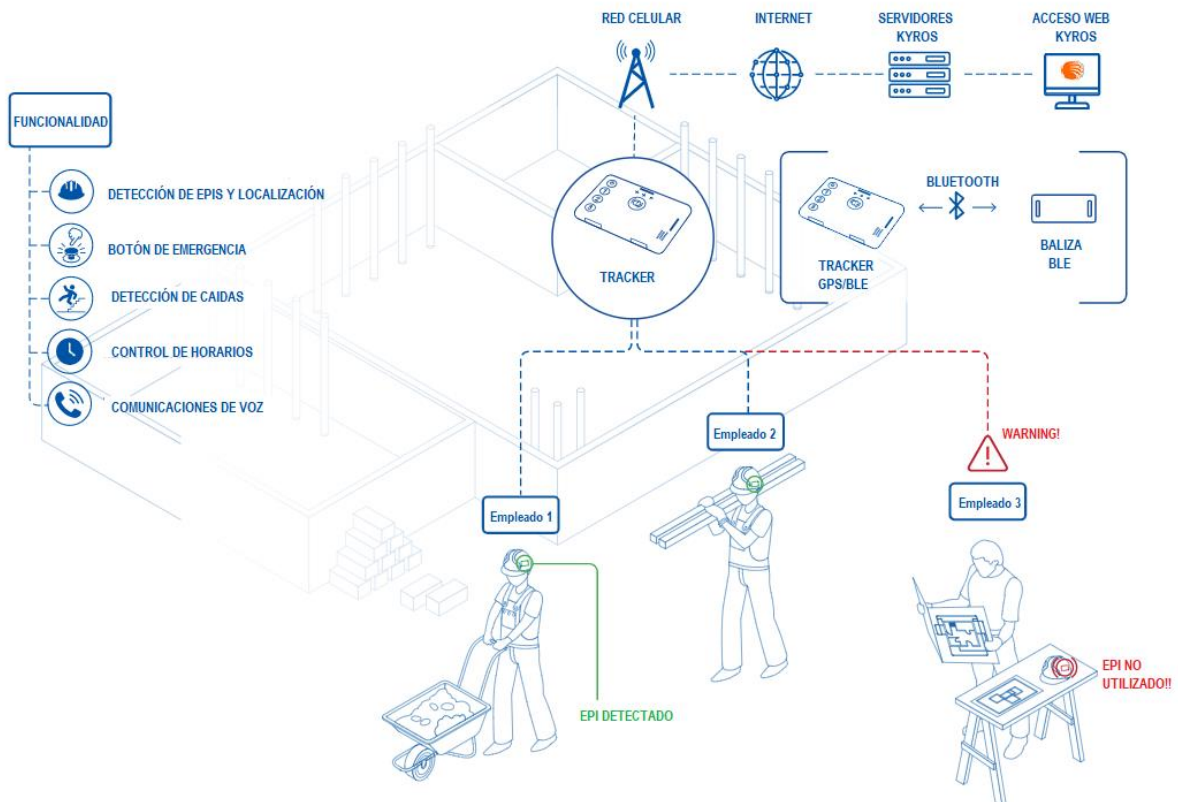 RED CELULAR
INTERNET
SERVIDORES
KYROS
ACCESO WEB
KYROS
FUNCIONALIDAD
DETECCIÓN DE EPIS Y LOCALIZACIÓN
BOTÓN DE EMERGENCIA
DETECCIÓN DE CAIDAS
CONTROL DE HORARIOS
COMUNICACIONES DE VOZ
TRACKER
BLUETOOTH
TRACKER
GPS/BLE
BALIZA
BLE
Empleado 1
Empleado 2
WARNING!
Empleado 3
EPI DETECTADO
EPI NO
UTILIZADO!!